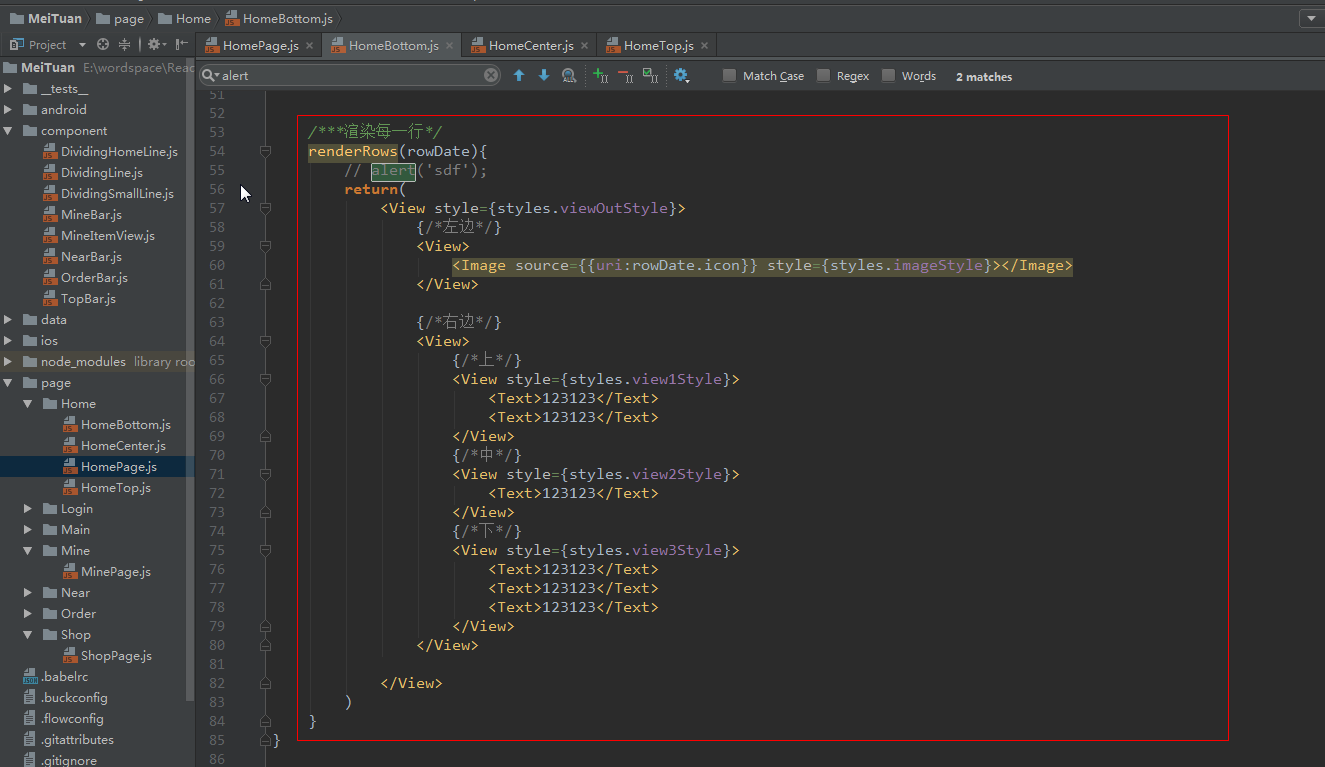 MeiTuan page Home HomeBottom.js
Project
HomePage.js HomeBottom.js HomeCenter.js HomeTop.js
alert
Match Case Regex Words 2 matches
MeiTuan E:\wordspace\Reac
__tests__
android
component
DividingHomeLine.js
DividingLine.js
DividingSmallLine.js
MineBar.js
MineItemView.js
NearBar.js
OrderBar.js
TopBar.js
data
ios
node_modules library roo
page
Home
HomeBottom.js
HomeCenter.js
HomePage.js
HomeTop.js
Login
Main
Mine
MinePage.js
Near
Order
Shop
ShopPage.js
.babelrc
.buckconfig
.flowconfig
.gitattributes
.gitignore
51
52
53 /***渲染每一行*/
54 renderRows(rowDate){
55 // alert('sdf');
56 return(
57 <View style={styles.viewOutStyle}>
58 {/*左边*/}
59 <View>
60 <Image source={{uri:rowDate.icon}} style={styles.imageStyle}></Image>
61 </View>
62
63 {/*右边*/}
64 <View>
65 {/*上*/}
66 <View style={styles.view1Style}>
67 <Text>123123</Text>
68 <Text>123123</Text>
69 </View>
70 {/*中*/}
71 <View style={styles.view2Style}>
72 <Text>123123</Text>
73 </View>
74 {/*下*/}
75 <View style={styles.view3Style}>
76 <Text>123123</Text>
77 <Text>123123</Text>
78 <Text>123123</Text>
79 </View>
80 </View>
81
82 </View>
83 )
84 }
85 }
86